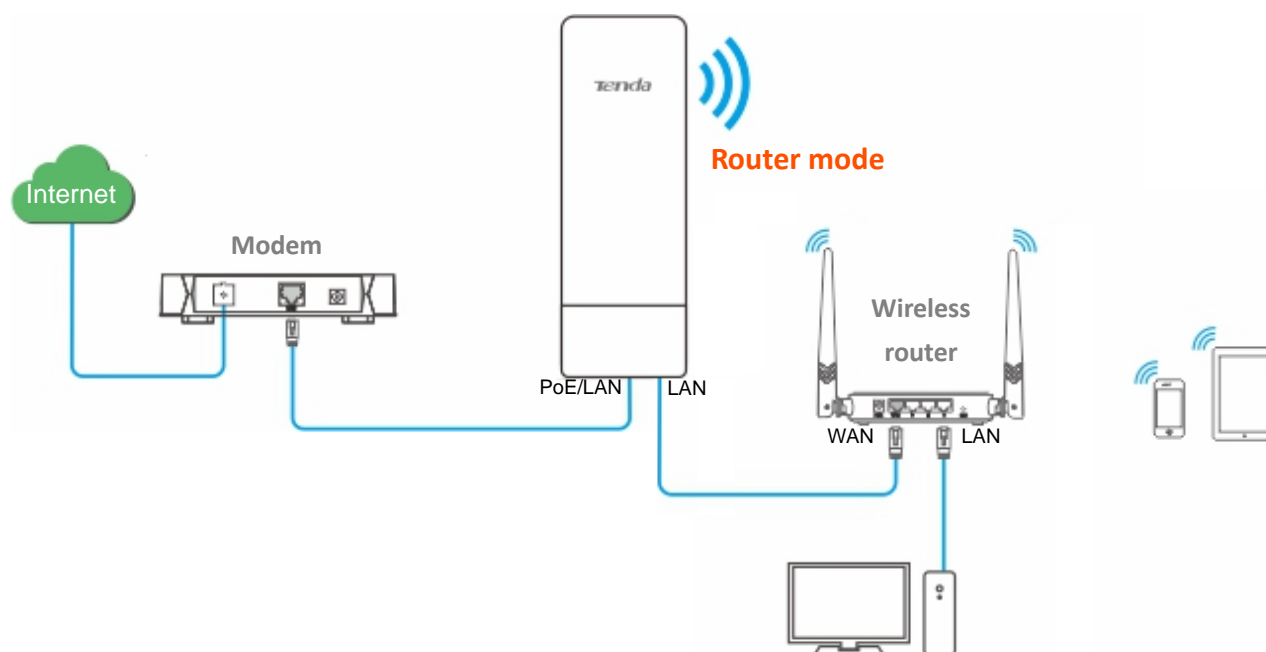 Tenda
Router mode
Internet
Modem
Wireless
router
PoE/LAN
LAN
WAN
LAN